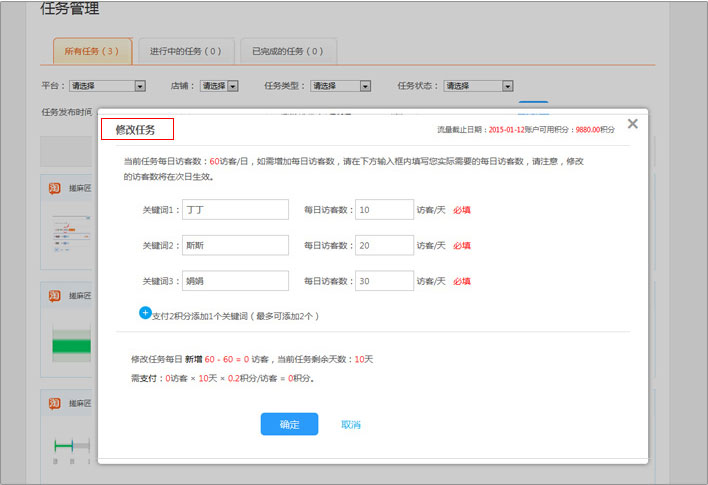 任务管理
所有任务（3） 进行中的任务（0） 已完成的任务（0）
平台：请选择 店铺：请选择 任务类型：请选择 任务状态：请选择
任务发布时间
修改任务
流量截止日期：2015-01-12账户可用积分：9880.00积分
当前任务每日访客数：60访客/日，如需增加每日访客数，请在下方输入框内填写您实际需要的每日访客数，请注意，修改
的访客数将在次日生效。
关键词1：丁丁 每日访客数：10 访客/天 必填
关键词2：斯斯 每日访客数：20 访客/天 必填
关键词3：娟娟 每日访客数：30 访客/天 必填
支付2积分添加1个关键词（最多可添加2个）
修改任务每日 新增 60 - 60 = 0 访客，当前任务剩余天数：10天
需支付：0访客 × 10天 × 0.2积分/访客 = 0积分。
确定 取消